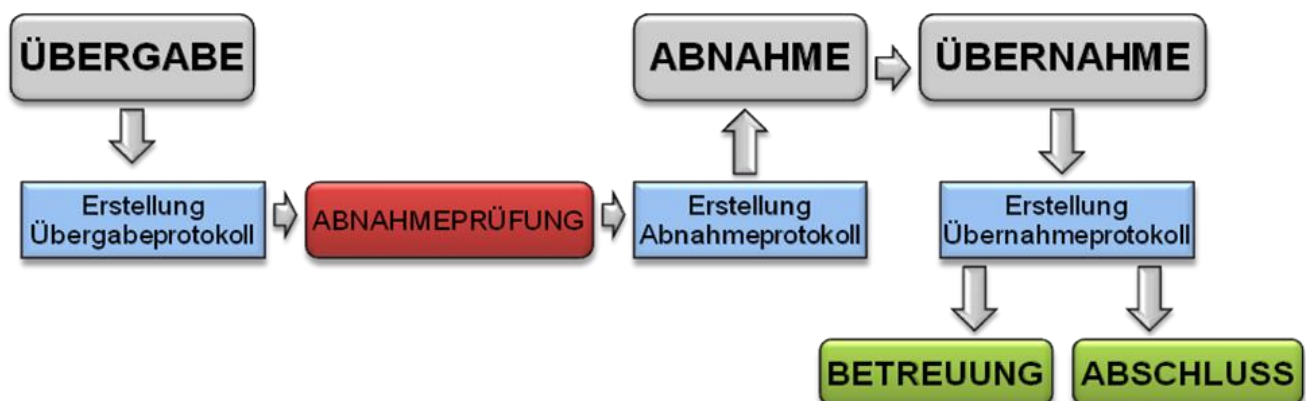 ÜBERGABE
ABNAHME
ÜBERNAHME
Erstellung
Übergabeprotokoll
ABNAHMEPRÜFUNG
Erstellung
Abnahmeprotokoll
Erstellung
Übernahmeprotokoll
BETREUUNG
ABSCHLUSS